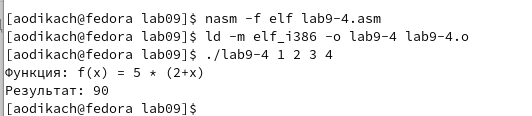 [aodikach@fedora lab09]$ nasm -f elf lab9-4.asm
[aodikach@fedora lab09]$ ld -m elf_i386 -o lab9-4 lab9-4.o
[aodikach@fedora lab09]$ ./lab9-4 1 2 3 4
Функция: f(x) = 5 * (2+x)
Результат: 90
[aodikach@fedora lab09]$